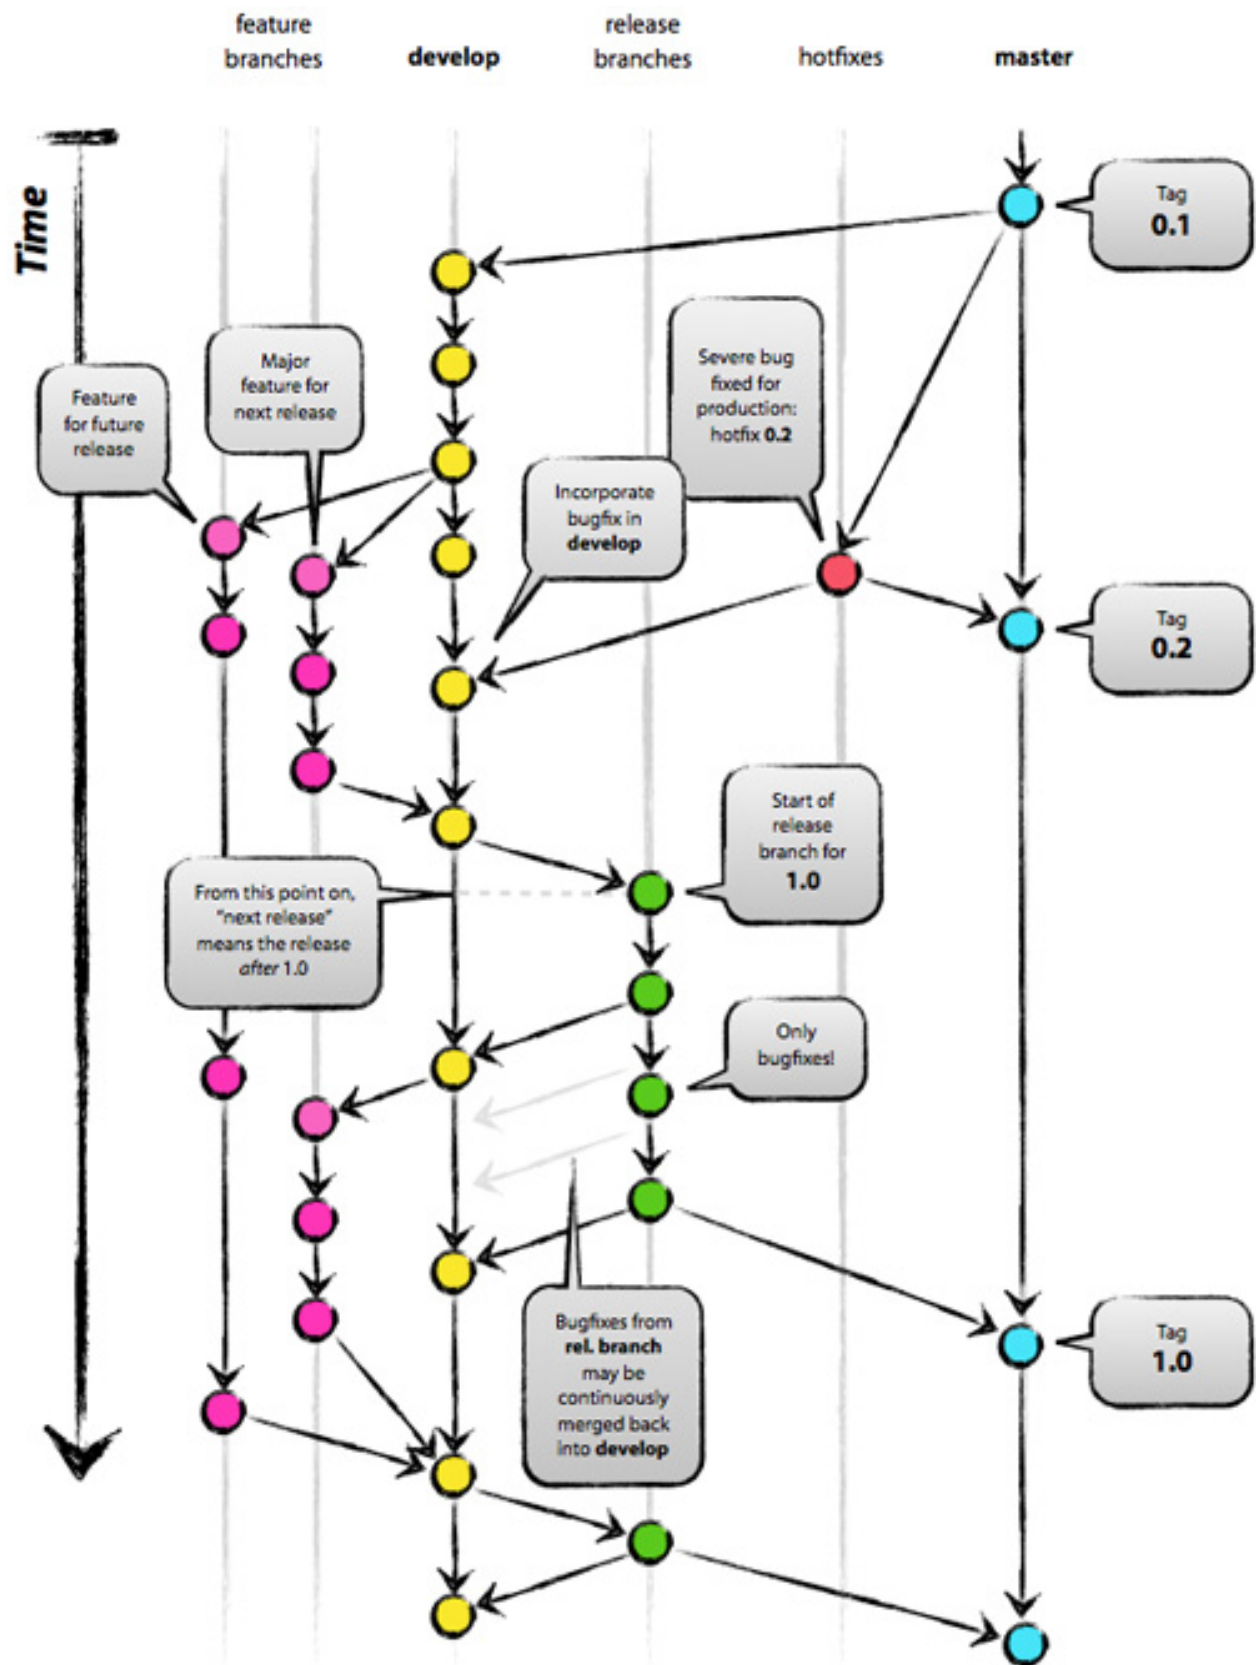 feature
branches
develop
release
branches
hotfixes
master
Time
Tag
0.1
Major
feature for
next release
Feature
for future
release
Severe bug
fixed for
production:
hotfix 0.2
Incorporate
bugfix in
develop
Tag
0.2
Start of
release
branch for
1.0
From this point on,
“next release”
means the release
after 1.0
Only
bugfixes!
Bugfixes from
rel. branch
may be
continuously
merged back
into develop
Tag
1.0